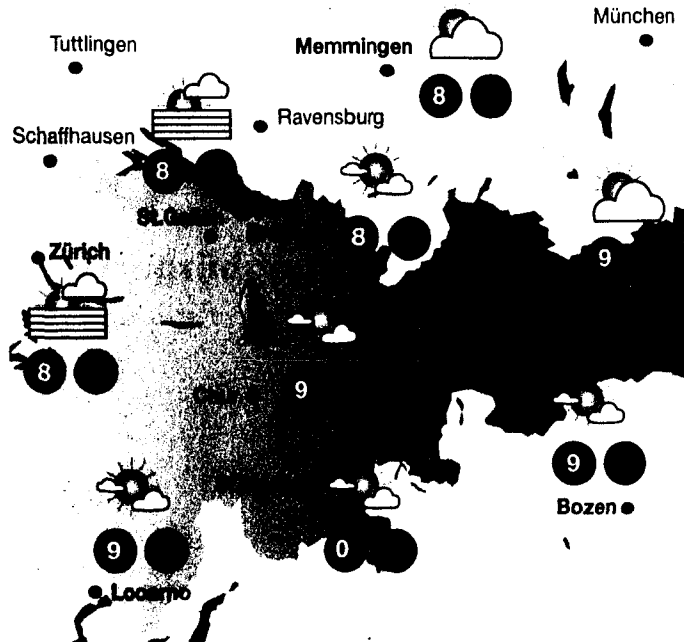 München
Tuttlingen
Memmingen
8
Ravensburg
Schaffhausen
8
8
Zürich
9
8
9
9
Bozen
9
0
Locarno